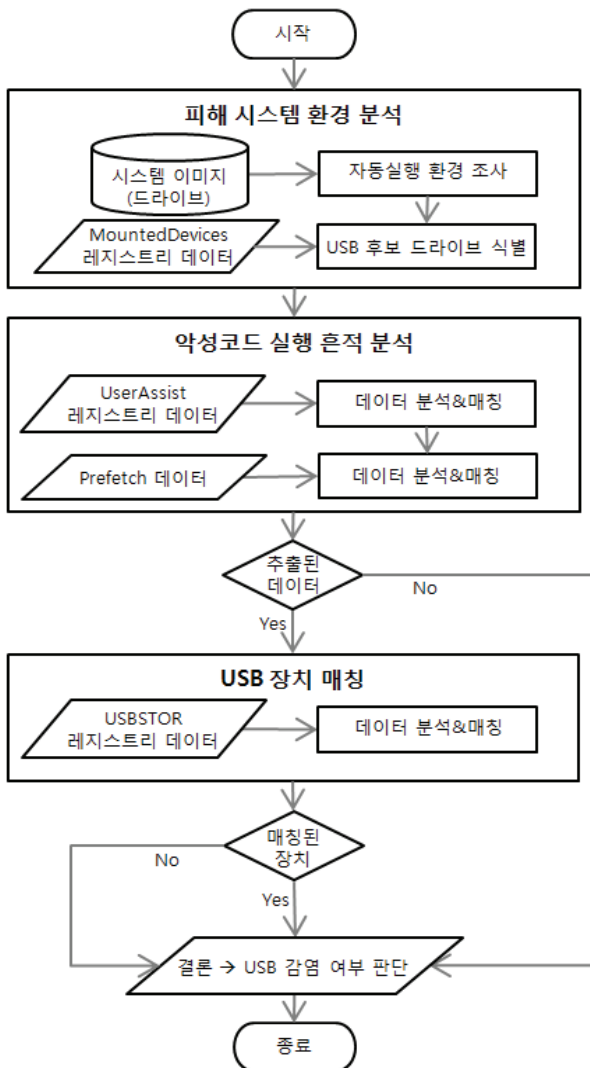 시작
피해 시스템 환경 분석
시스템 이미지
(드라이브)
자동실행 환경 조사
MountedDevices
레지스트리 데이터
USB 후보 드라이브 식별
악성코드 실행 흔적 분석
UserAssist
레지스트리 데이터
데이터 분석&매칭
Prefetch 데이터
데이터 분석&매칭
추출된
데이터
No
Yes
USB 장치 매칭
USBSTOR
레지스트리 데이터
데이터 분석&매칭
매칭된
장치
No
Yes
결론 → USB 감염 여부 판단
종료